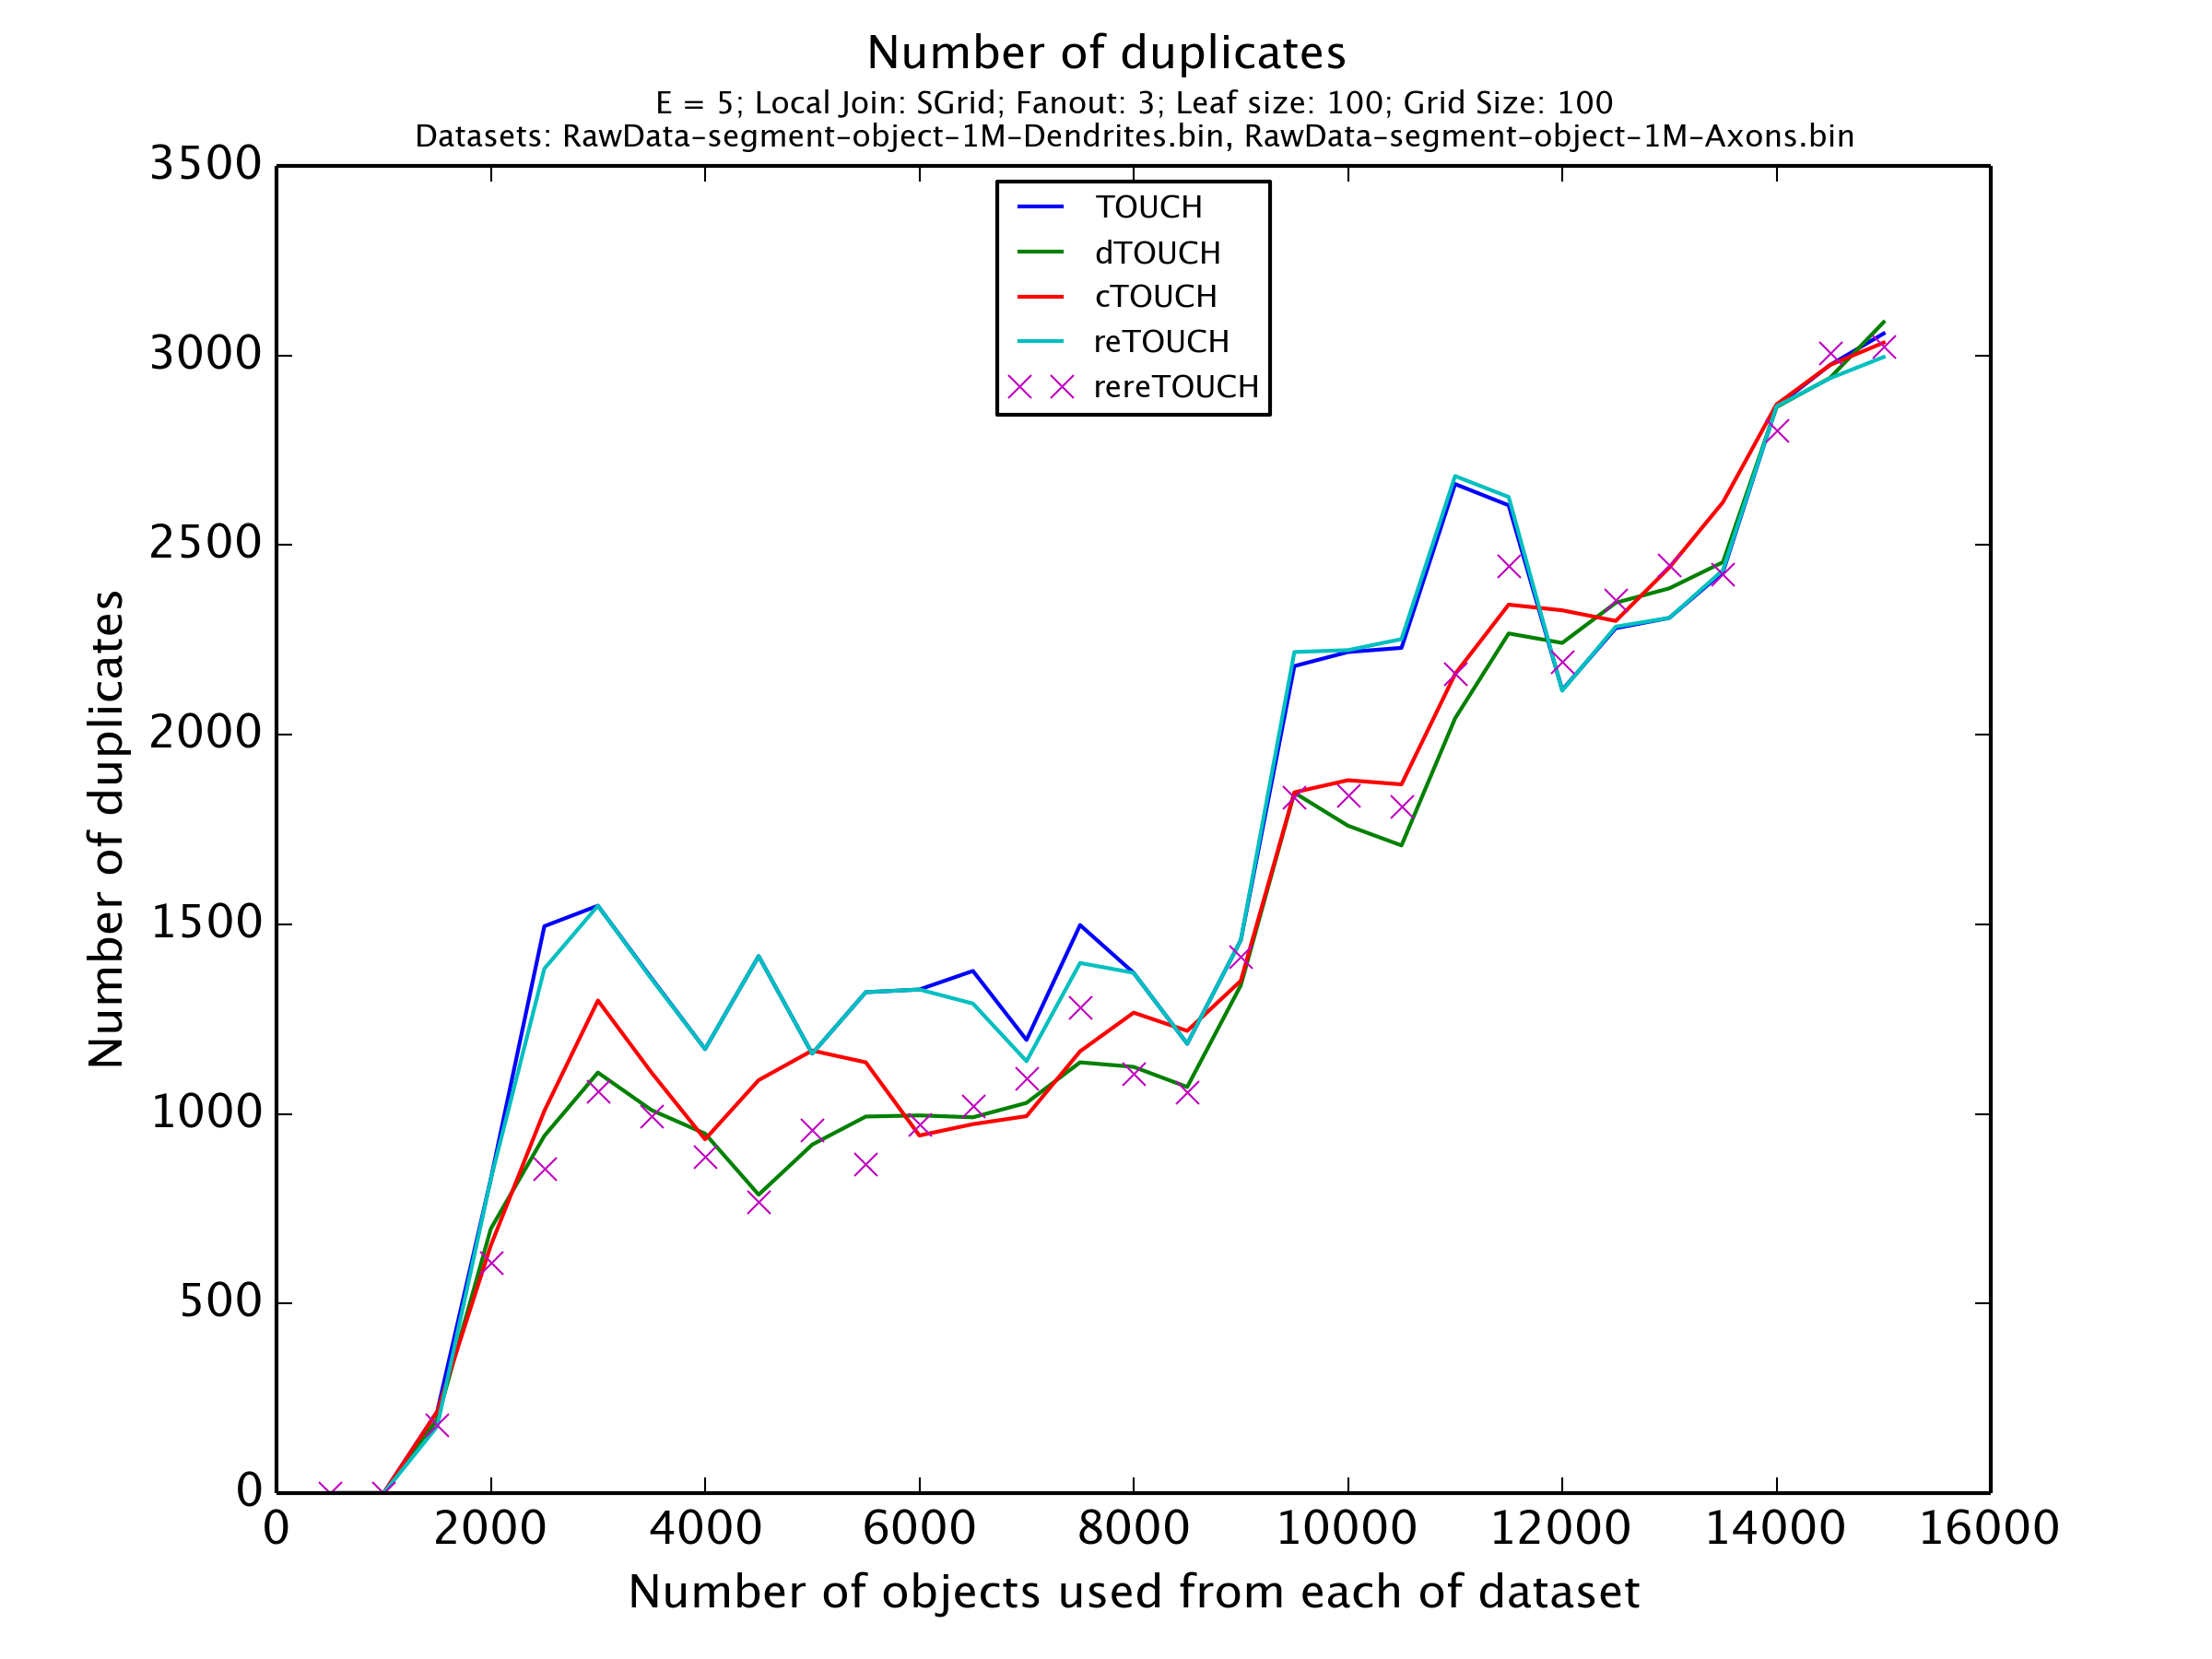 Number of duplicates
E = 5; Local Join: SGrid; Fanout: 3; Leaf size: 100; Grid Size: 100
Datasets: RawData-segment-object-1M-Dendrites.bin, RawData-segment-object-1M-Axons.bin
TOUCH
dTOUCH
cTOUCH
reTOUCH
rereTOUCH
3500
3000
2500
2000
1500
1000
500
0
Number of duplicates
0 2000 4000 6000 8000 10000 12000 14000 16000
Number of objects used from each of dataset